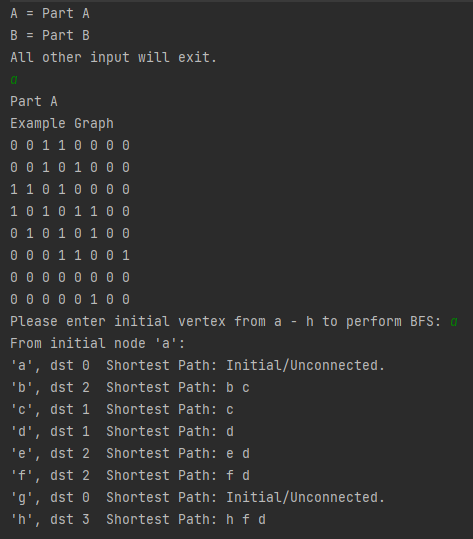 A = Part A
B = Part B
All other input will exit.
a
Part A
Example Graph
0 0 1 1 0 0 0 0
0 0 1 0 1 0 0 0
1 1 0 1 0 0 0 0
1 0 1 0 1 1 0 0
0 1 0 1 0 1 0 0
0 0 0 1 1 0 0 1
0 0 0 0 0 0 0 0
0 0 0 0 0 1 0 0
Please enter initial vertex from a - h to perform BFS: a
From initial node 'a':
'a', dst 0  Shortest Path: Initial/Unconnected.
'b', dst 2  Shortest Path: b c
'c', dst 1  Shortest Path: c
'd', dst 1  Shortest Path: d
'e', dst 2  Shortest Path: e d
'f', dst 2  Shortest Path: f d
'g', dst 0  Shortest Path: Initial/Unconnected.
'h', dst 3  Shortest Path: h f d